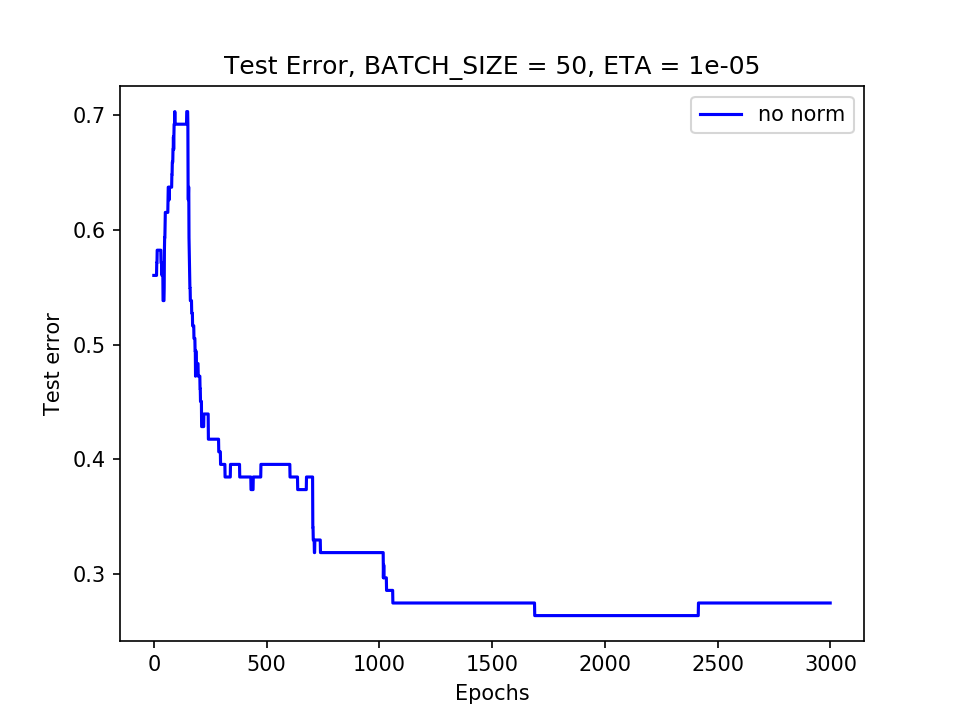 Test Error, BATCH_SIZE = 50, ETA = 1e-05
no norm
0.7
0.6
0.5
0.4
0.3
Test error
0 500 1000 1500 2000 2500 3000
Epochs